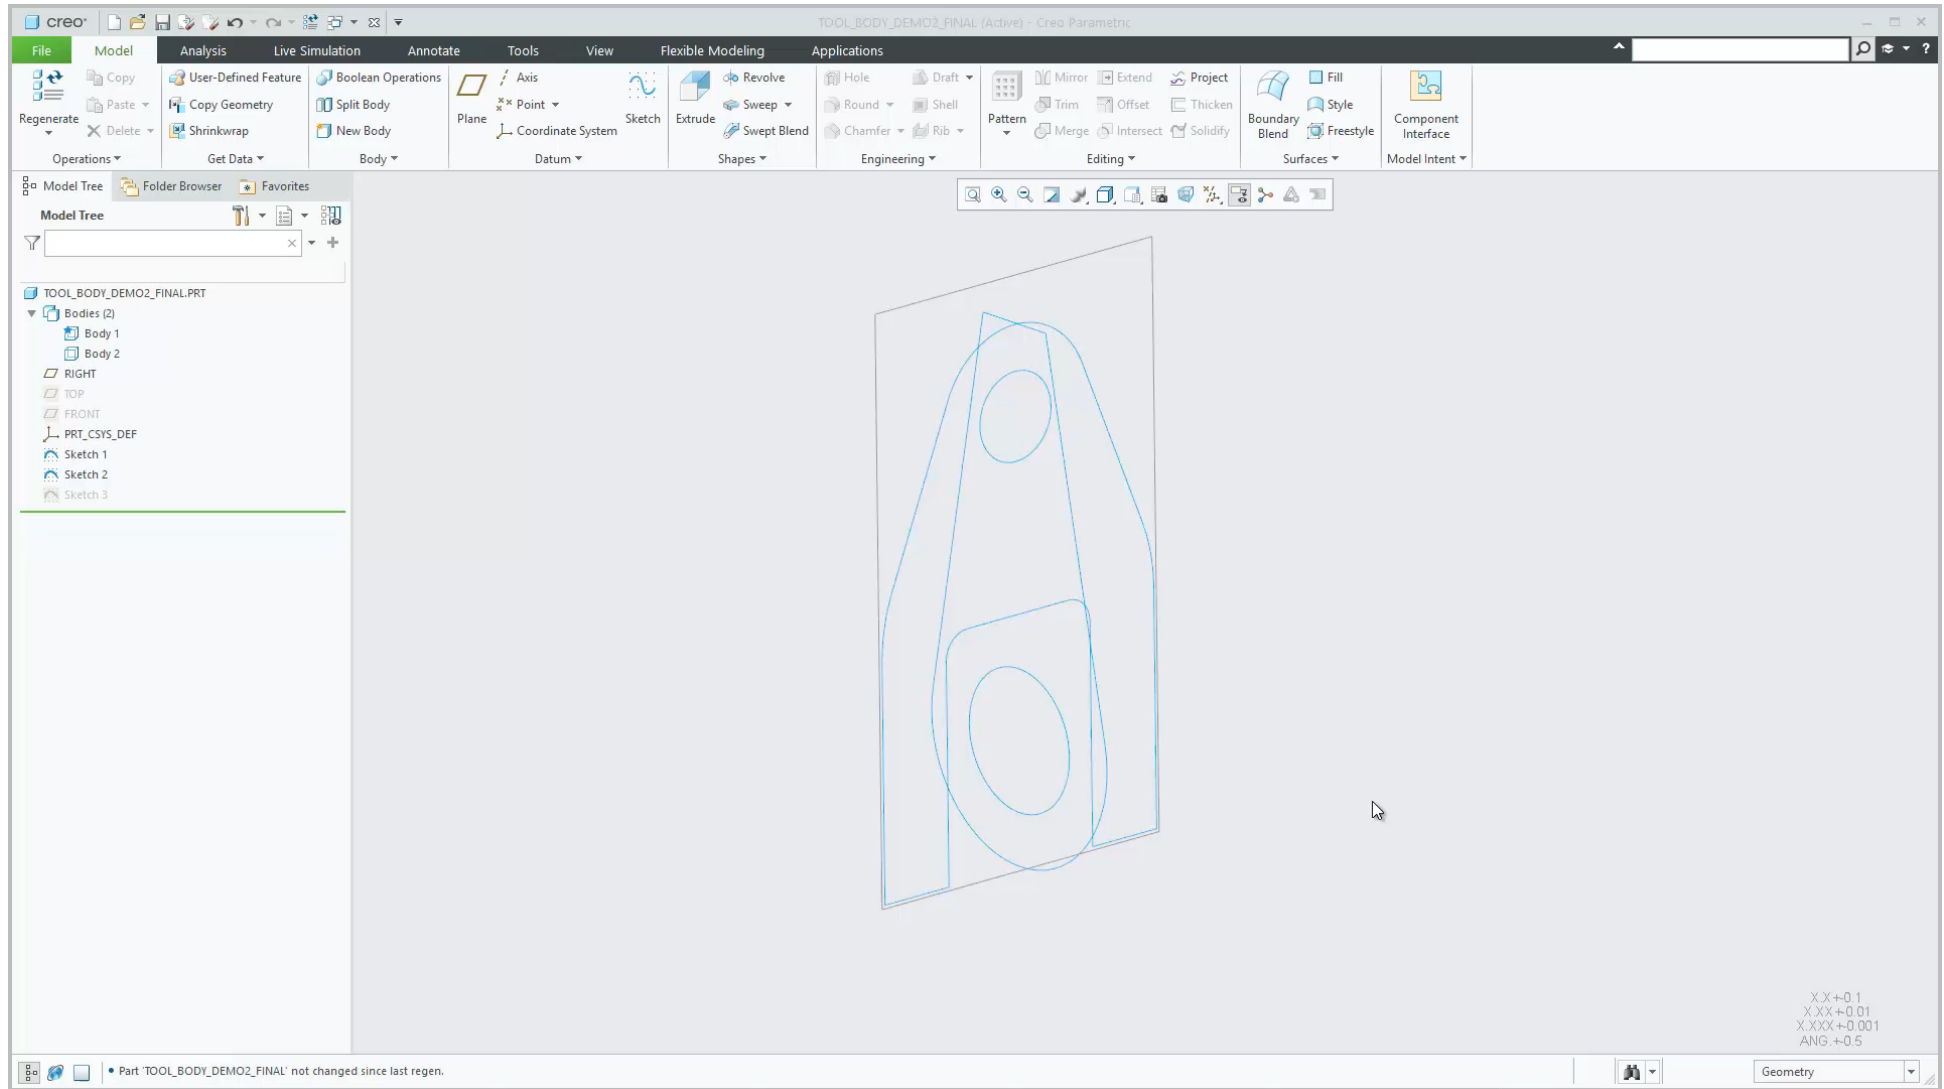 creo°
TOOL_BODY_DEMO2_FINAL (Active) - Creo Parametric
File Model Analysis Live Simulation Annotate Tools View Flexible Modeling Applications
Regenerate
Copy
Paste
Delete
Operations
User-Defined Feature
Copy Geometry
Shrinkwrap
Get Data
Boolean Operations
Split Body
New Body
Body
Plane
Axis
Point
Coordinate System
Sketch
Datum
Extrude
Revolve
Sweep
Swept Blend
Shapes
Hole
Draft
Round
Shell
Chamfer
Rib
Engineering
Pattern
Mirror
Extend
Project
Trim
Offset
Thicken
Merge
Intersect
Solidify
Editing
Boundary
Blend
Fill
Style
Freestyle
Surfaces
Component
Interface
Model Intent
Model Tree Folder Browser Favorites
Model Tree
TOOL_BODY_DEMO2_FINAL.PRT
Bodies (2)
Body 1
Body 2
RIGHT
TOP
FRONT
PRT_CSYS_DEF
Sketch 1
Sketch 2
Sketch 3
X.X +-0.1
X.XX +-0.01
X.XXX +-0.001
ANG. +-0.5
• Part 'TOOL_BODY_DEMO2_FINAL' not changed since last regen.
Geometry